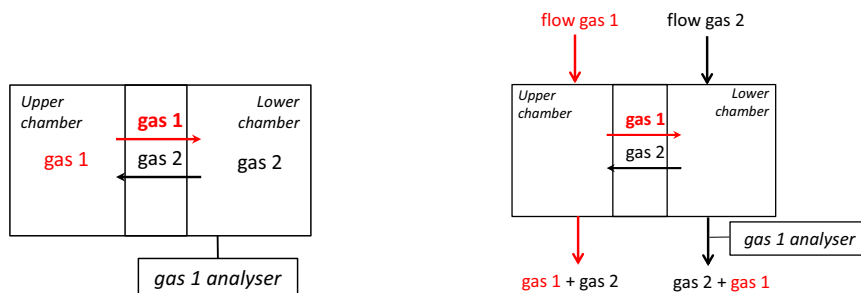 Upper
chamber
gas 1
gas 1
gas 2
Lower
chamber
gas 2
gas 1 analyser
flow gas 1
flow gas 2
Upper
chamber
gas 1
gas 2
Lower
chamber
gas 1 analyser
gas 1 + gas 2
gas 2 + gas 1